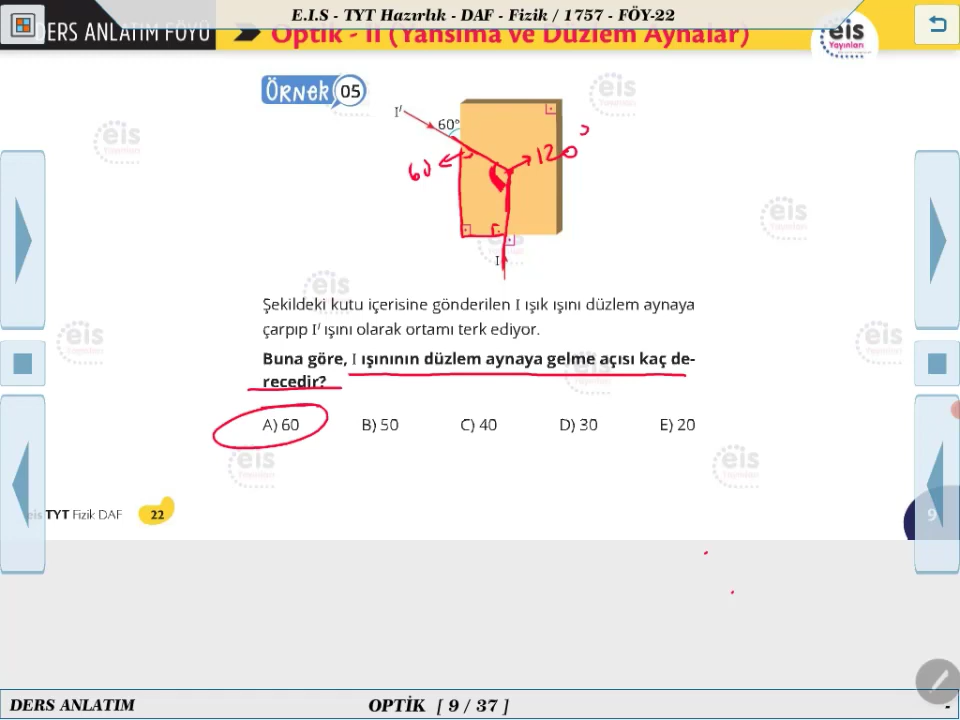 E.I.S - TYT Hazırlık - DAF - Fizik / 1757 - FÖY-22
DERS ANLATIM FÖYÜ
Optik - II (Yansıma ve Düzlem Aynalar)
eis
Yayınları
ÖRNEK 05
I'
60°
60
120°
I
Şekildeki kutu içerisine gönderilen I ışık ışını düzlem aynaya
çarpıp I' ışını olarak ortamı terk ediyor.
Buna göre, I ışınının düzlem aynaya gelme açısı kaç de-
recedir?
A) 60 B) 50 C) 40 D) 30 E) 20
eis TYT Fizik DAF 22
9
DERS ANLATIM
OPTİK [ 9 / 37 ]
-